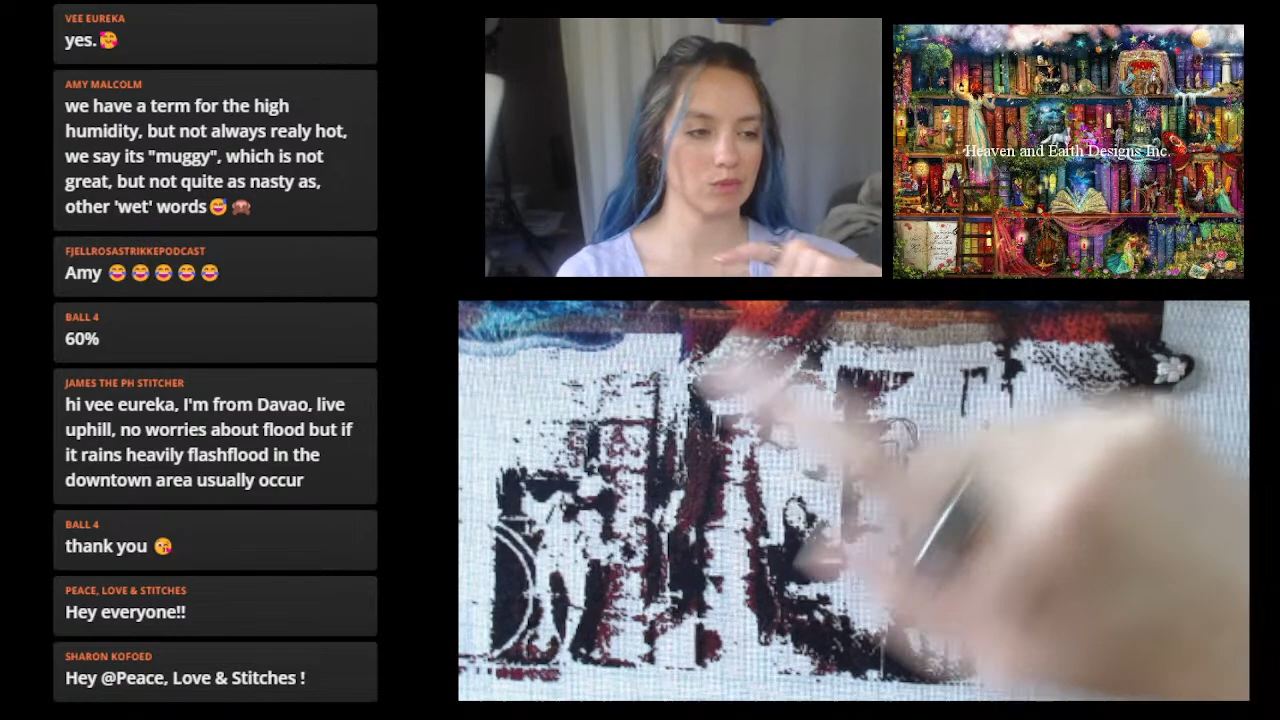 VEE EUREKA
yes.🥰
AMY MALCOLM
we have a term for the high
humidity, but not always realy hot,
we say its "muggy", which is not
great, but not quite as nasty as,
other 'wet' words😅🙈
FJELLROSASTRIKKEPODCAST
Amy 😂😂😂😂😂
BALL 4
60%
JAMES THE PH STITCHER
hi vee eureka, I'm from Davao, live
uphill, no worries about flood but if
it rains heavily flashflood in the
downtown area usually occur
BALL 4
thank you 😘
PEACE, LOVE & STITCHES
Hey everyone!!
SHARON KOFOED
Hey @Peace, Love & Stitches !
Heaven and Earth Designs Inc.